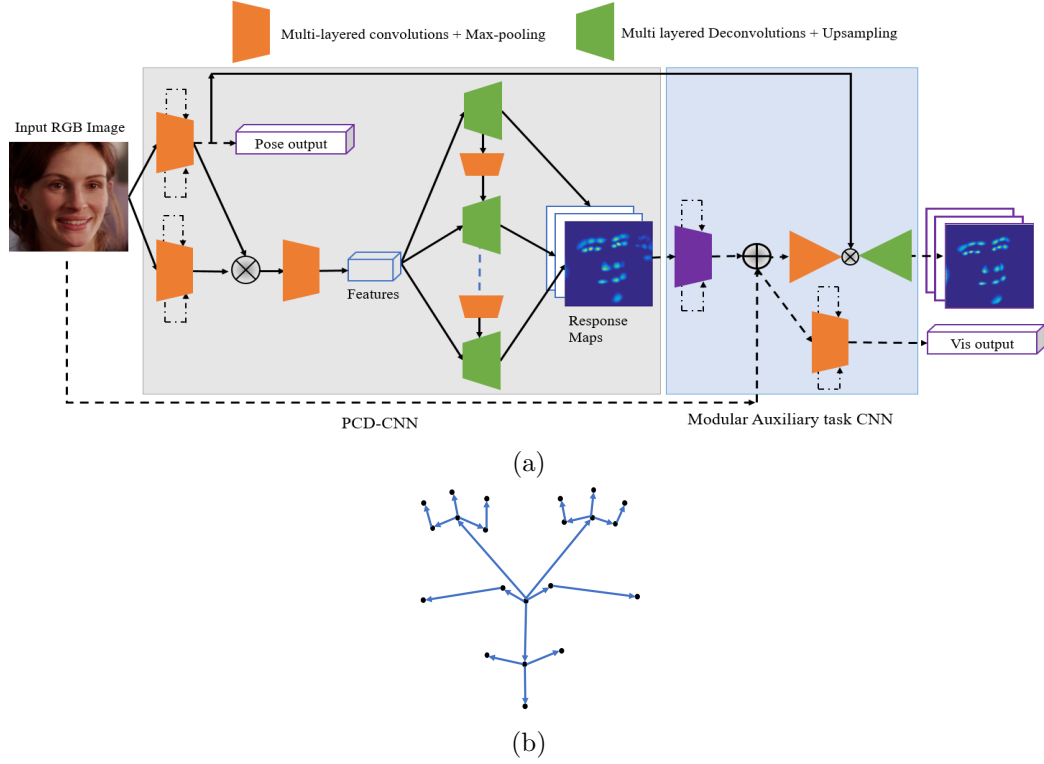 Multi-layered convolutions + Max-pooling
Multi layered Deconvolutions + Upsampling
Input RGB Image
Pose output
Features
Response
Maps
Vis output
PCD-CNN
Modular Auxiliary task CNN
(a)
(b)